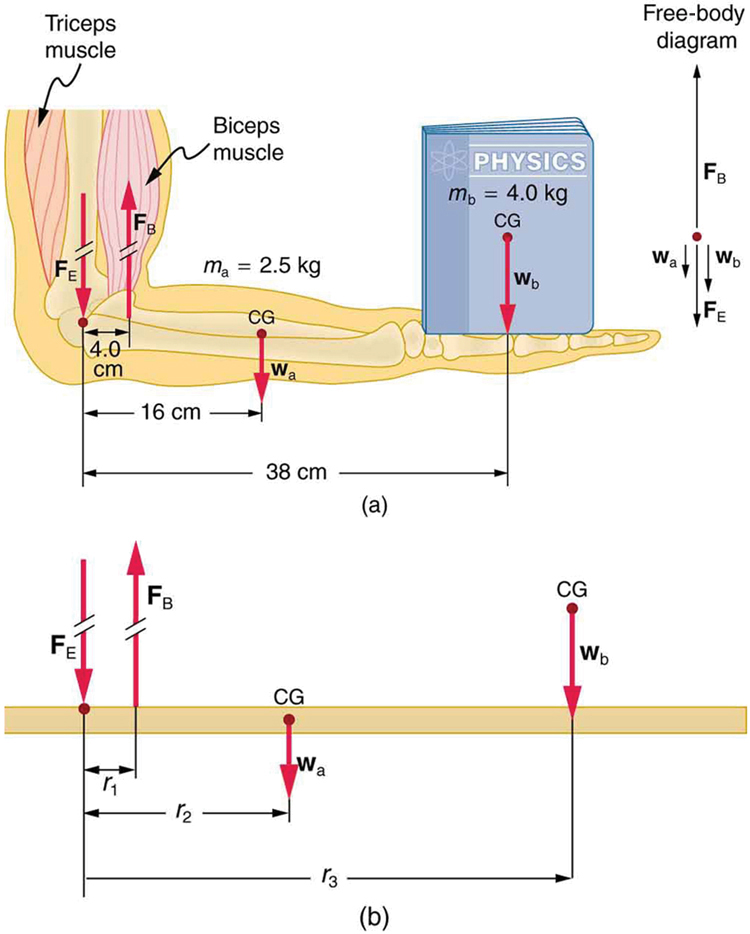 Triceps
muscle
Biceps
muscle
Free-body
diagram
PHYSICS
m_b = 4.0 kg
CG
w_b
F_B
F_E
m_a = 2.5 kg
CG
w_a
4.0
cm
16 cm
38 cm
F_B
w_a
w_b
F_E
(a)
F_E
F_B
CG
w_b
CG
w_a
r_1
r_2
r_3
(b)